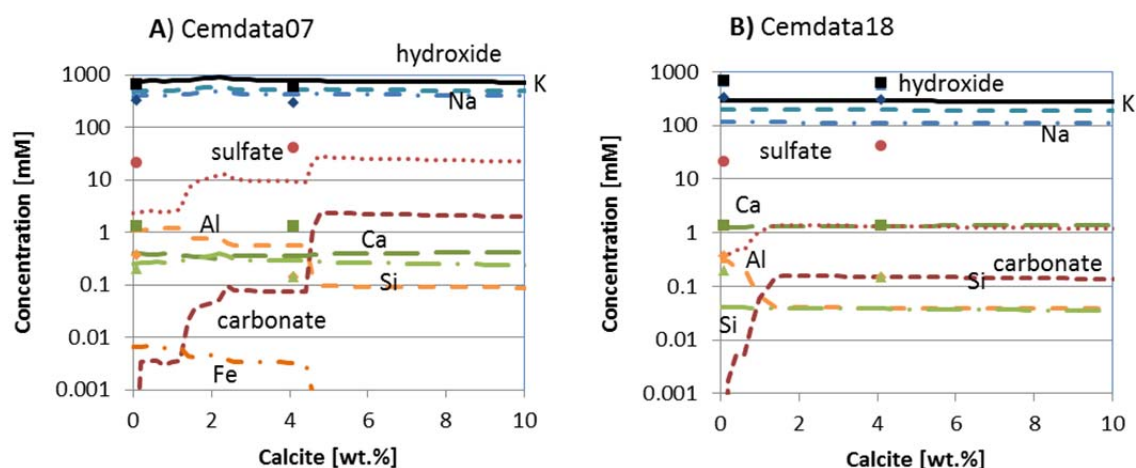 A) Cemdata07
hydroxide
1000
100
10
1
0.1
0.01
0.001
Concentration [mM]
K
Na
sulfate
Al
Ca
Si
carbonate
Fe
0 2 4 6 8 10
Calcite [wt.%]
B) Cemdata18
1000
100
10
1
0.1
0.01
0.001
Concentration [mM]
hydroxide
K
Na
sulfate
Ca
Al
carbonate
Si
Si
0 2 4 6 8 10
Calcite [wt.%]